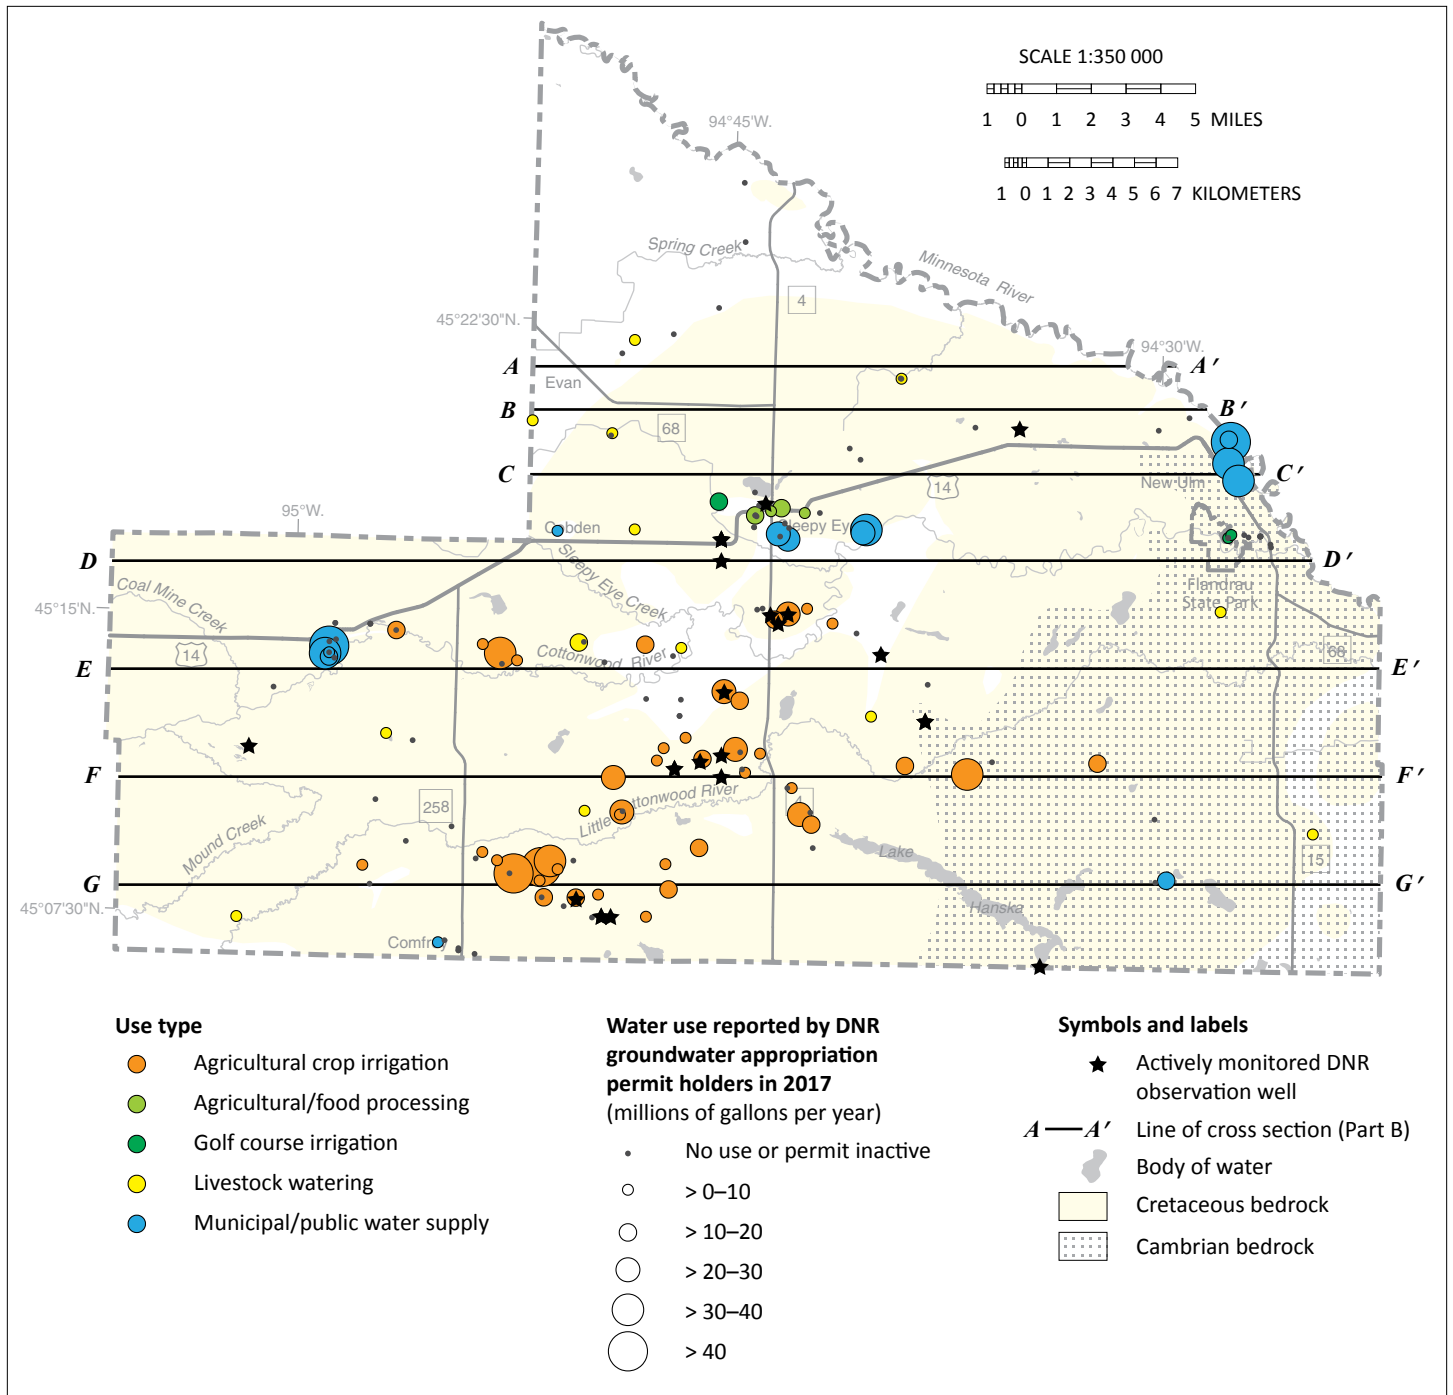 SCALE 1:350 000
1 0 1 2 3 4 5 MILES
1 0 1 2 3 4 5 6 7 KILOMETERS
94°45'W.
Spring Creek
Minnesota River
4
45°22'30"N.
94°30'W.
A A'
Evan
B B'
68
C C'
14
New Ulm
95°W.
Cobden
Sleepy Eye
D D'
Sleepy Eye Creek
Coal Mine Creek
Flandrau
State Park
45°15'N.
14
Cottonwood River
68
E E'
F F'
258
Little Cottonwood River
4
Mound Creek
Lake
15
G G'
45°07'30"N.
Hanska
Comfrey
Use type
Agricultural crop irrigation
Agricultural/food processing
Golf course irrigation
Livestock watering
Municipal/public water supply
Water use reported by DNR
groundwater appropriation
permit holders in 2017
(millions of gallons per year)
No use or permit inactive
> 0–10
> 10–20
> 20–30
> 30–40
> 40
Symbols and labels
Actively monitored DNR
observation well
A A' Line of cross section (Part B)
Body of water
Cretaceous bedrock
Cambrian bedrock